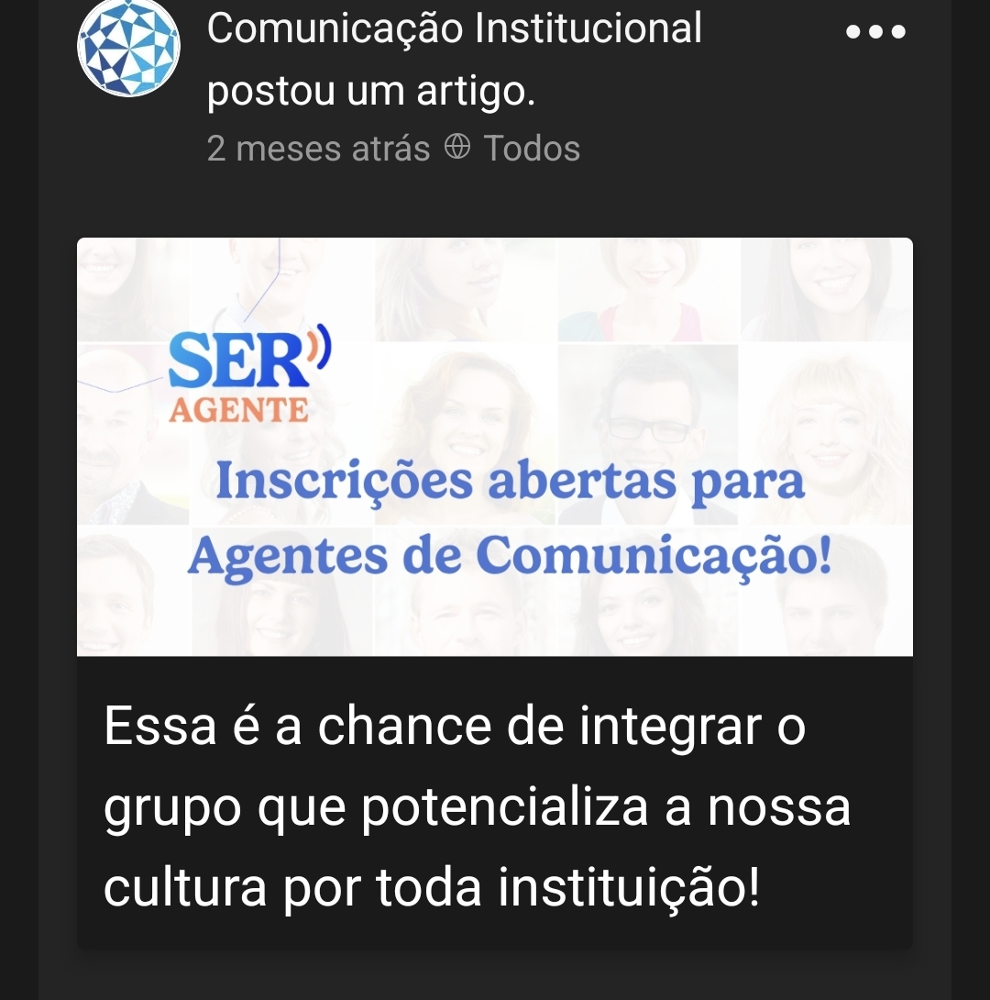 Comunicação Institucional
postou um artigo.
2 meses atrás Todos
SER
AGENTE
Inscrições abertas para
Agentes de Comunicação!
Essa é a chance de integrar o
grupo que potencializa a nossa
cultura por toda instituição!